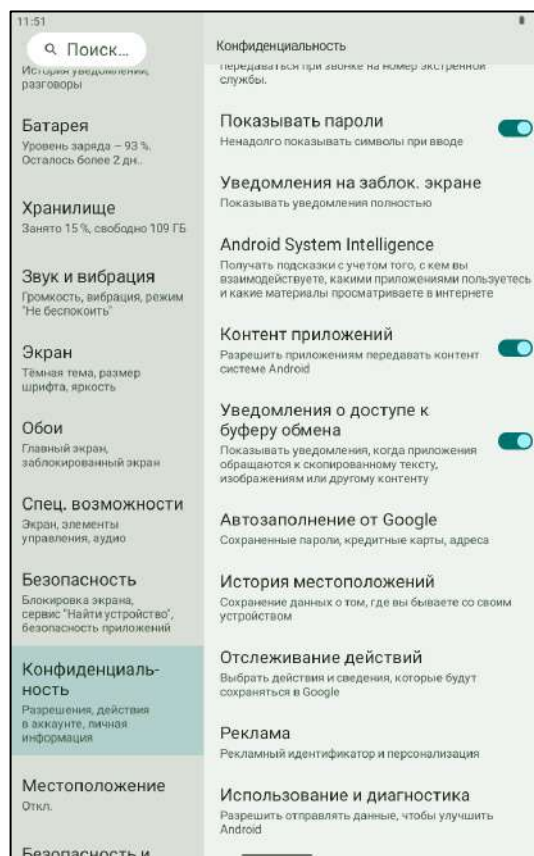 11:51
Поиск...
История уведомлений,
разговоры
Батарея
Уровень заряда – 93 %.
Осталось более 2 дн..
Хранилище
Занято 15 %, свободно 109 ГБ
Звук и вибрация
Громкость, вибрация, режим
"Не беспокоить"
Экран
Тёмная тема, размер
шрифта, яркость
Обои
Главный экран,
заблокированный экран
Спец. возможности
Экран, элементы
управления, аудио
Безопасность
Блокировка экрана,
сервис "Найти устройство",
безопасность приложений
Конфиденциаль-
ность
Разрешения, действия
в аккаунте, личная
информация
Местоположение
Откл.
Безопасность и
Конфиденциальность
передаваться при звонке на номер экстренной
службы.
Показывать пароли
Ненадолго показывать символы при вводе
Уведомления на заблок. экране
Показывать уведомления полностью
Android System Intelligence
Получать подсказки с учетом того, с кем вы
взаимодействуете, какими приложениями пользуетесь
и какие материалы просматриваете в интернете
Контент приложений
Разрешить приложениям передавать контент
системе Android
Уведомления о доступе к
буферу обмена
Показывать уведомления, когда приложения
обращаются к скопированному тексту,
изображениям или другому контенту
Автозаполнение от Google
Сохраненные пароли, кредитные карты, адреса
История местоположений
Сохранение данных о том, где вы бываете со своим
устройством
Отслеживание действий
Выбрать действия и сведения, которые будут
сохраняться в Google
Реклама
Рекламный идентификатор и персонализация
Использование и диагностика
Разрешить отправлять данные, чтобы улучшить
Android